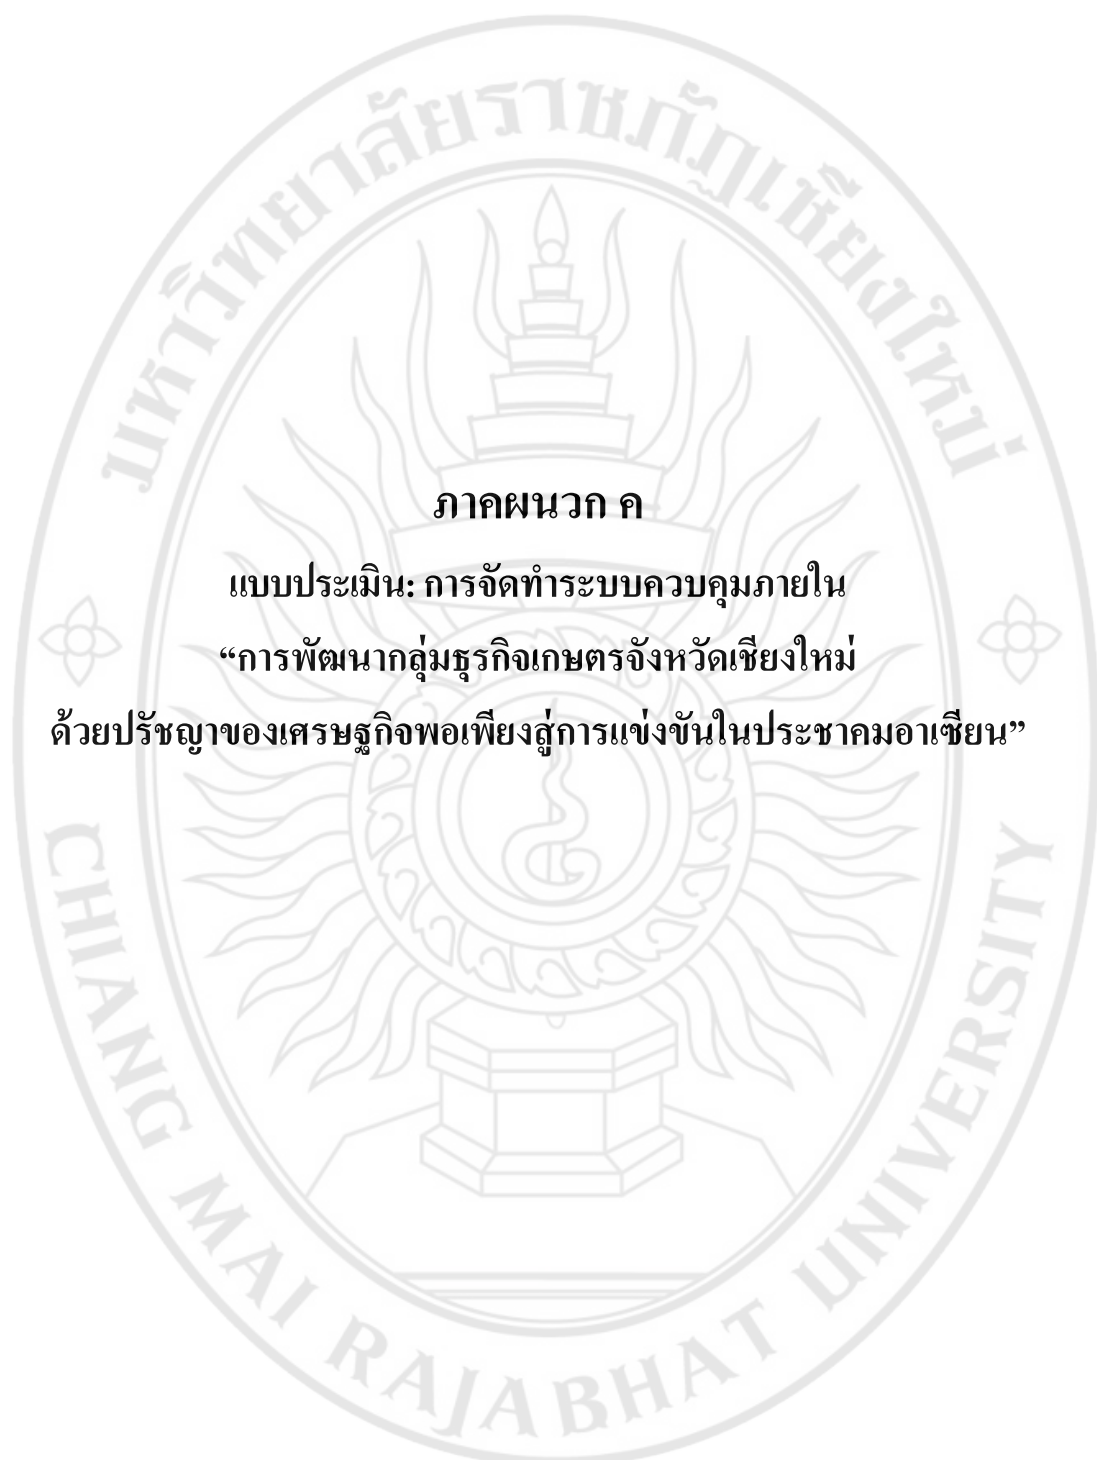 มหาวิทยาลัยราชภัฏเชียงใหม่
ภาคผนวก ค
แบบประเมิน: การจัดทำระบบควบคุมภายใน
“การพัฒนากลุ่มธุรกิจเกษตรจังหวัดเชียงใหม่
ด้วยปรัชญาของเศรษฐกิจพอเพียงสู่การแข่งขันในประชาคมอาเซียน”
CHIANG MAI RAJABHAT UNIVERSITY